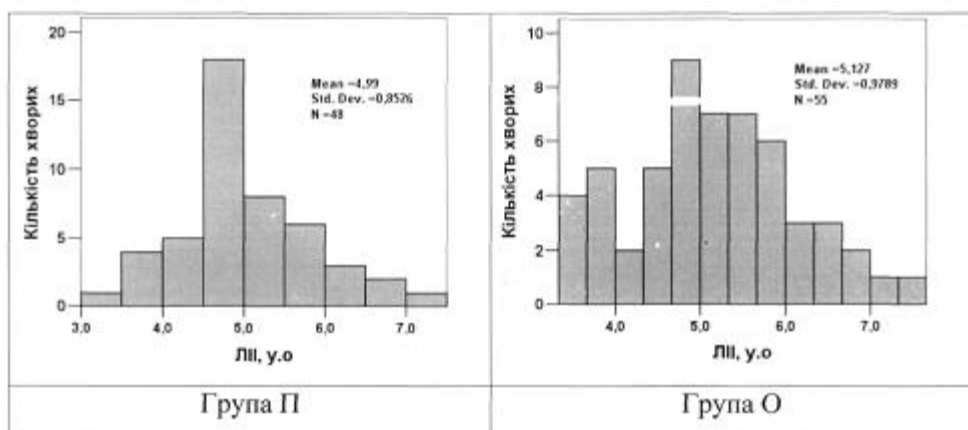 20
15
10
5
0
Кількість хворих
Mean =4,99
Std. Dev. =0,8526
N =48
3,0 4,0 5,0 6,0 7,0
ЛІІ, у.о
Група П
10
8
6
4
2
0
Кількість хворих
Mean =5,127
Std. Dev. =0,9789
N =55
4,0 5,0 6,0 7,0
ЛІІ, у.о
Група О